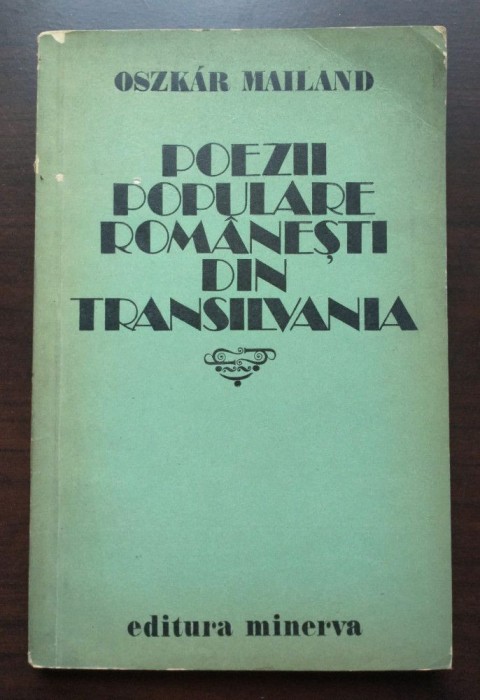 OSZKÁR MAILAND
POEZII
POPULARE
ROMÂNEȘTI
DIN
TRANSILVANIA
editura minerva